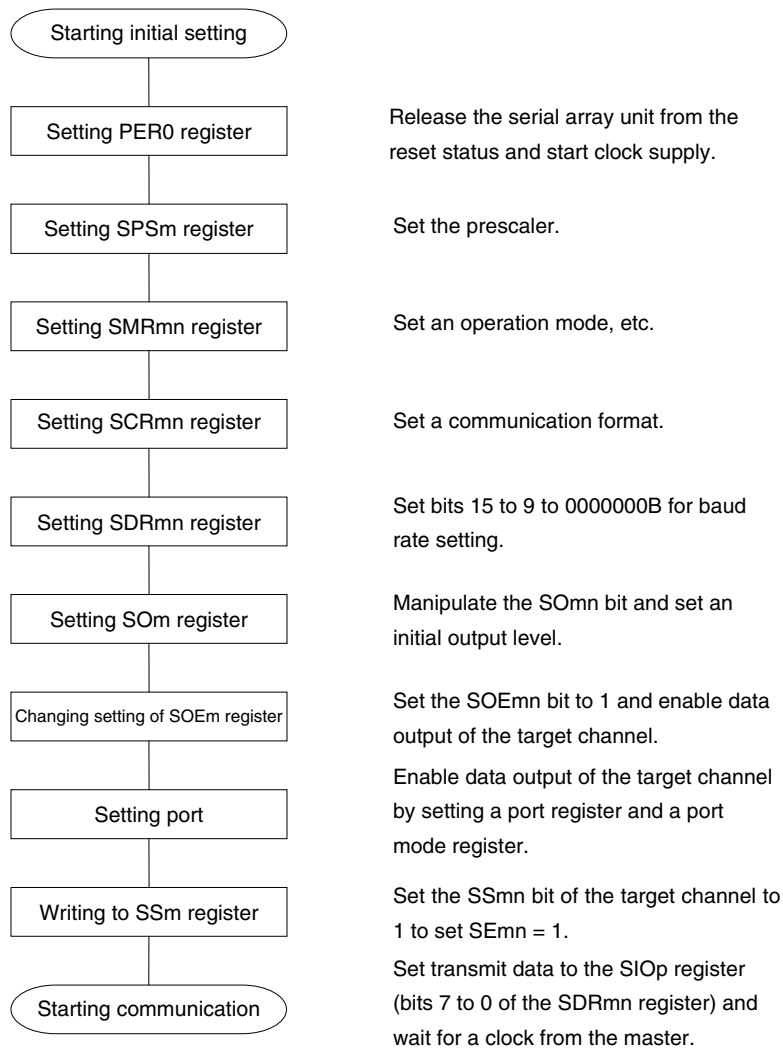 Starting initial setting
Setting PER0 register
Release the serial array unit from the
reset status and start clock supply.
Setting SPSm register
Set the prescaler.
Setting SMRmn register
Set an operation mode, etc.
Setting SCRmn register
Set a communication format.
Setting SDRmn register
Set bits 15 to 9 to 0000000B for baud
rate setting.
Setting SOm register
Manipulate the SOmn bit and set an
initial output level.
Changing setting of SOEm register
Set the SOEmn bit to 1 and enable data
output of the target channel.
Setting port
Enable data output of the target channel
by setting a port register and a port
mode register.
Writing to SSm register
Set the SSmn bit of the target channel to
1 to set SEmn = 1.
Starting communication
Set transmit data to the SIOp register
(bits 7 to 0 of the SDRmn register) and
wait for a clock from the master.